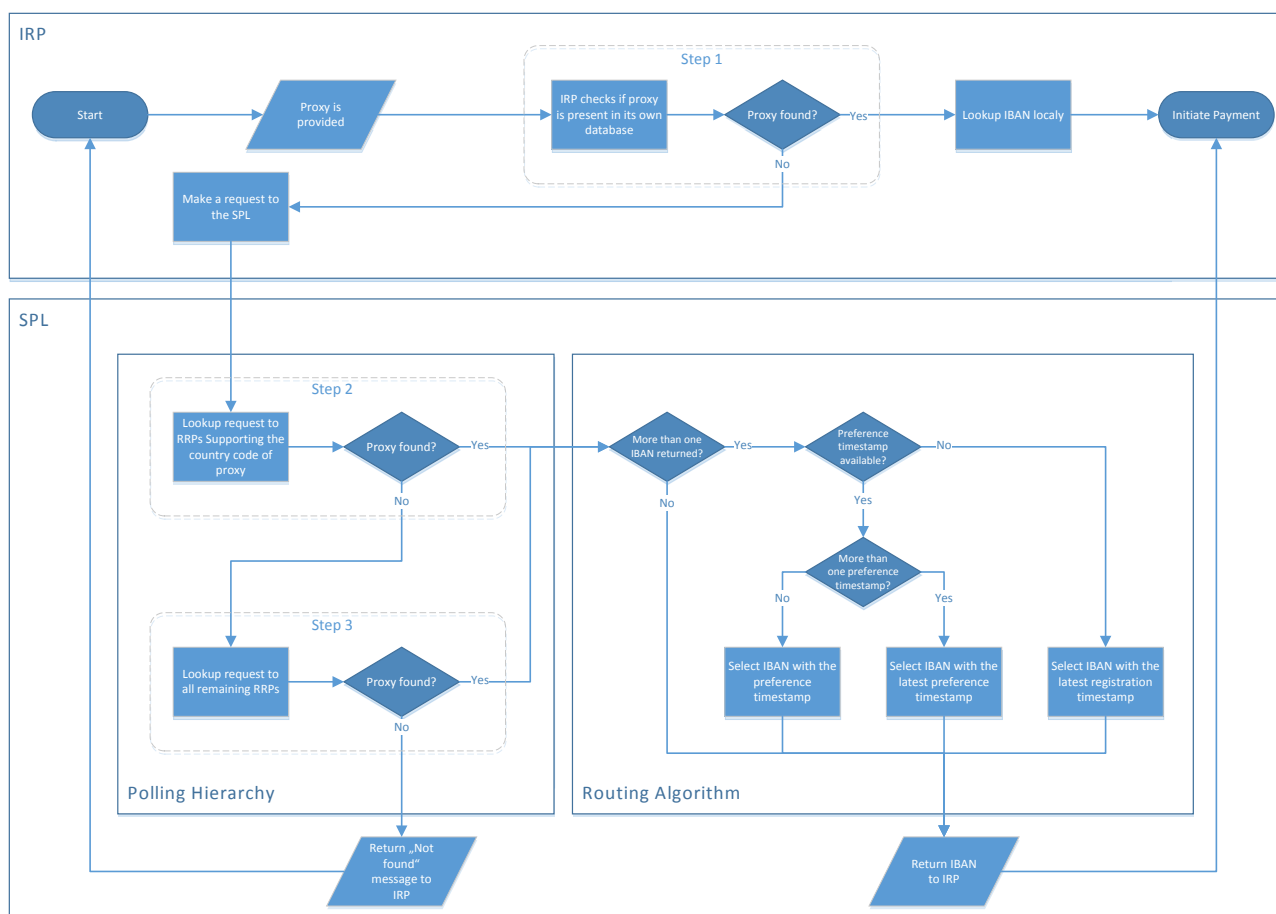 IRP
Step 1
Start
Proxy is
provided
IRP checks if proxy
is present in its own
database
Proxy found?
Yes
Lookup IBAN localy
Initiate Payment
No
Make a request to
the SPL
SPL
Step 2
Lookup request to
RRPs Supporting the
country code of
proxy
Proxy found?
Yes
No
Step 3
Lookup request to
all remaining RRPs
Proxy found?
Yes
No
Polling Hierarchy
More than one
IBAN returned?
Yes
No
Preference
timestamp
available?
No
Yes
More than
one preference
timestamp?
No
Yes
Select IBAN with the
preference
timestamp
Select IBAN with the
latest preference
timestamp
Select IBAN with the
latest registration
timestamp
Routing Algorithm
Return „Not
found“
message to
IRP
Return IBAN
to IRP